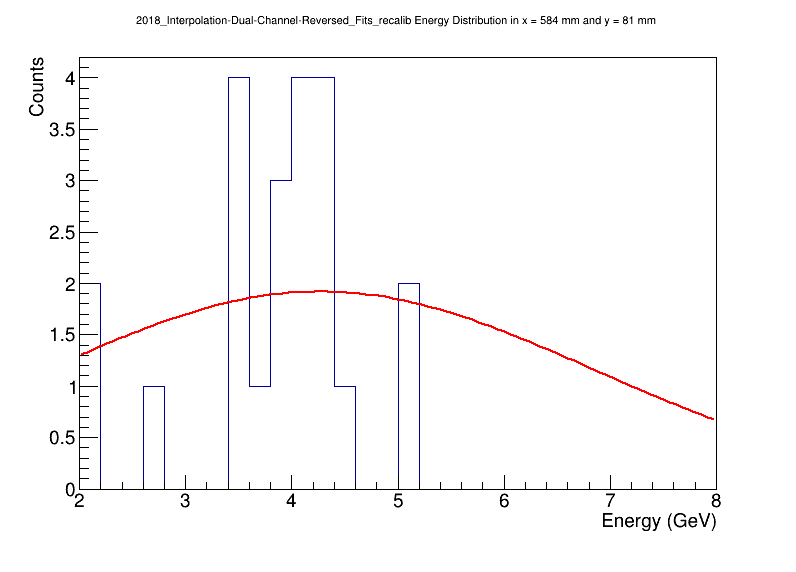 2018_Interpolation-Dual-Channel-Reversed_Fits_recalib Energy Distribution in x = 584 mm and y = 81 mm
Counts
4
3.5
3
2.5
2
1.5
1
0.5
0
2 3 4 5 6 7 8
Energy (GeV)